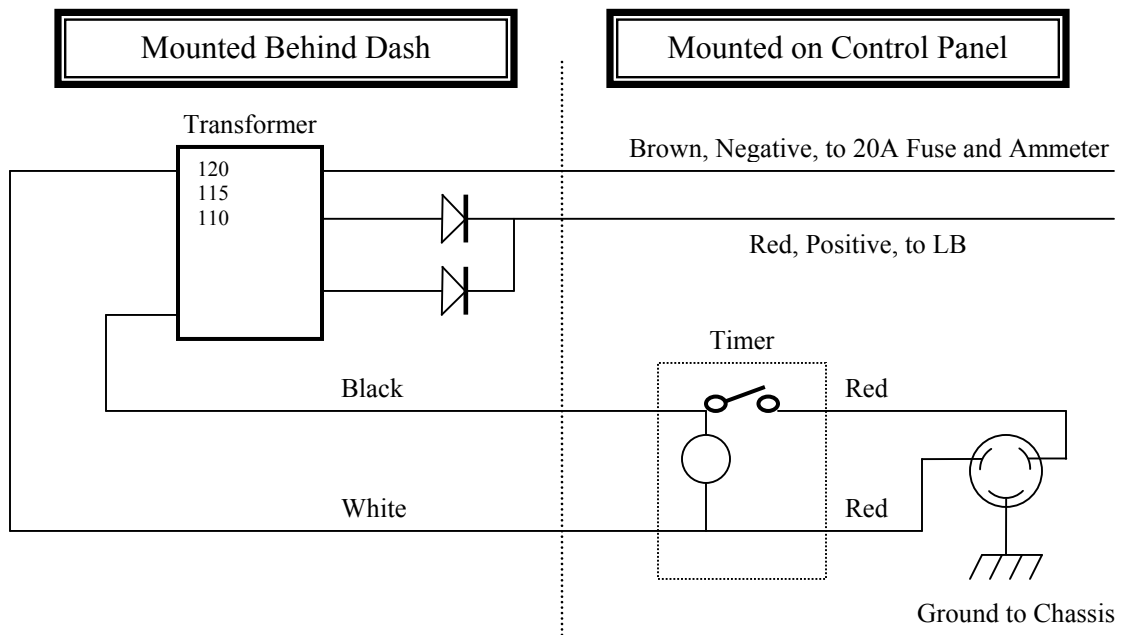 Mounted Behind Dash
Mounted on Control Panel
Transformer
120
115
110
Brown, Negative, to 20A Fuse and Ammeter
Red, Positive, to LB
Timer
Black
Red
White
Red
Ground to Chassis